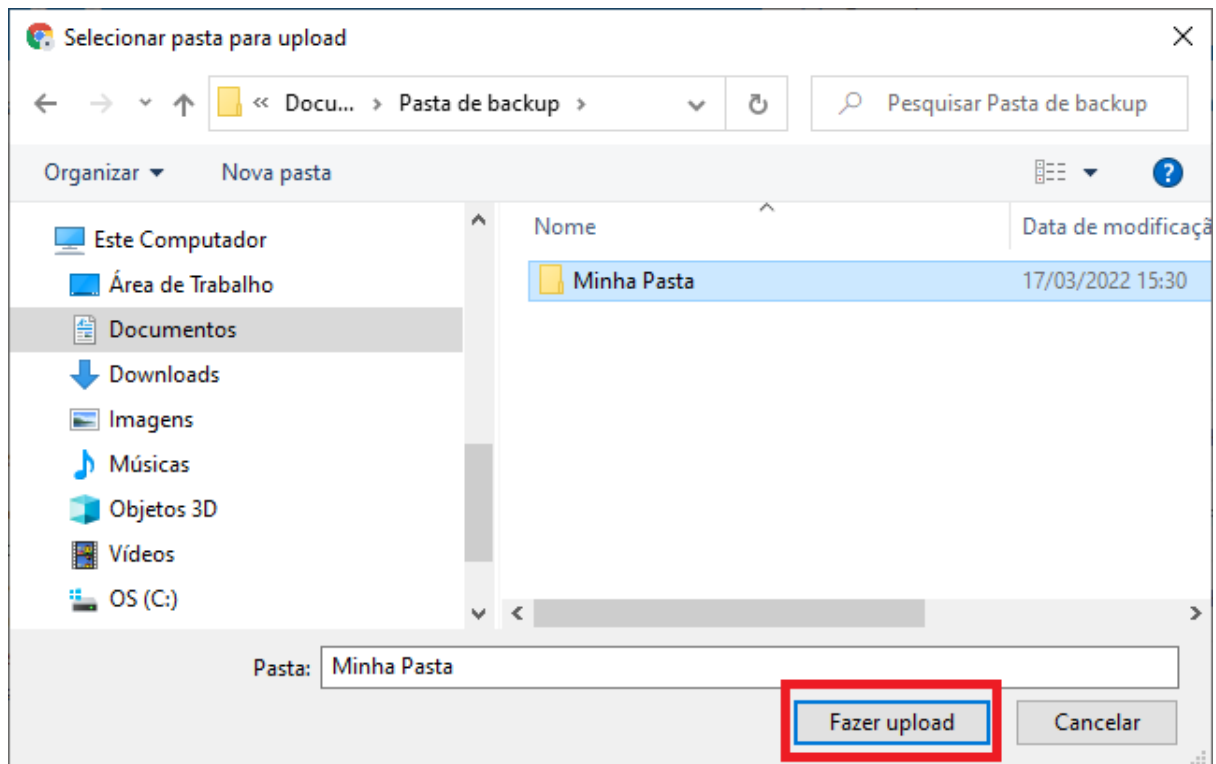 Selecionar pasta para upload
« Docu... › Pasta de backup ›
Pesquisar Pasta de backup
Organizar
Nova pasta
Este Computador
Área de Trabalho
Documentos
Downloads
Imagens
Músicas
Objetos 3D
Vídeos
OS (C:)
Nome
Data de modificaçã
Minha Pasta
17/03/2022 15:30
Pasta:
Minha Pasta
Fazer upload
Cancelar